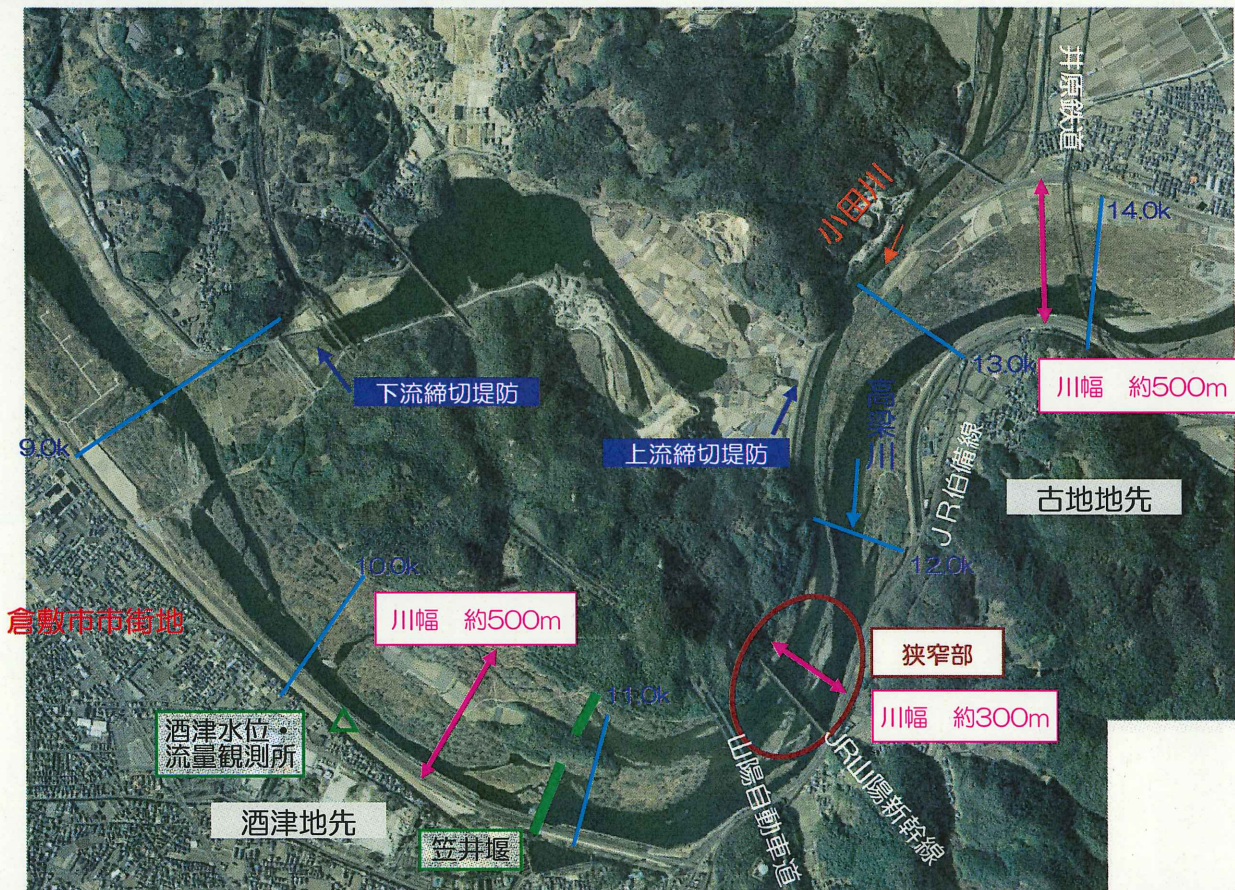 井原鉄道
小田川
14.0k
13.0k
川幅 約500m
下流締切堤防
上流締切堤防
高梁川
9.0k
JR伯備線
古地地先
12.0k
10.0k
倉敷市市街地
川幅 約500m
狭窄部
11.0k
川幅 約300m
酒津水位・
流量観測所
山陽自動車道
JR山陽新幹線
酒津地先
笠井堰